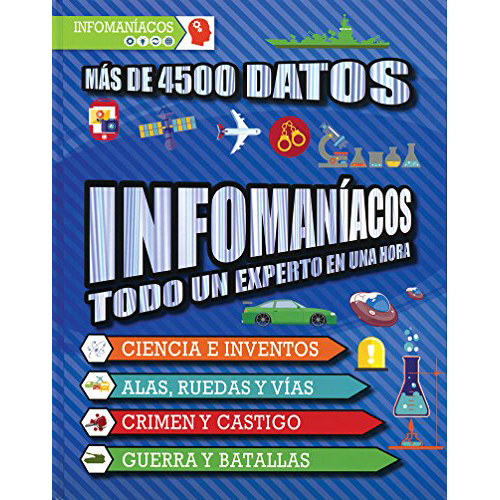 INFOMANÍACOS
MÁS DE 4500 DATOS
INFOMANÍACOS
TODO UN EXPERTO EN UNA HORA
CIENCIA E INVENTOS
ALAS, RUEDAS Y VÍAS
CRIMEN Y CASTIGO
GUERRA Y BATALLAS